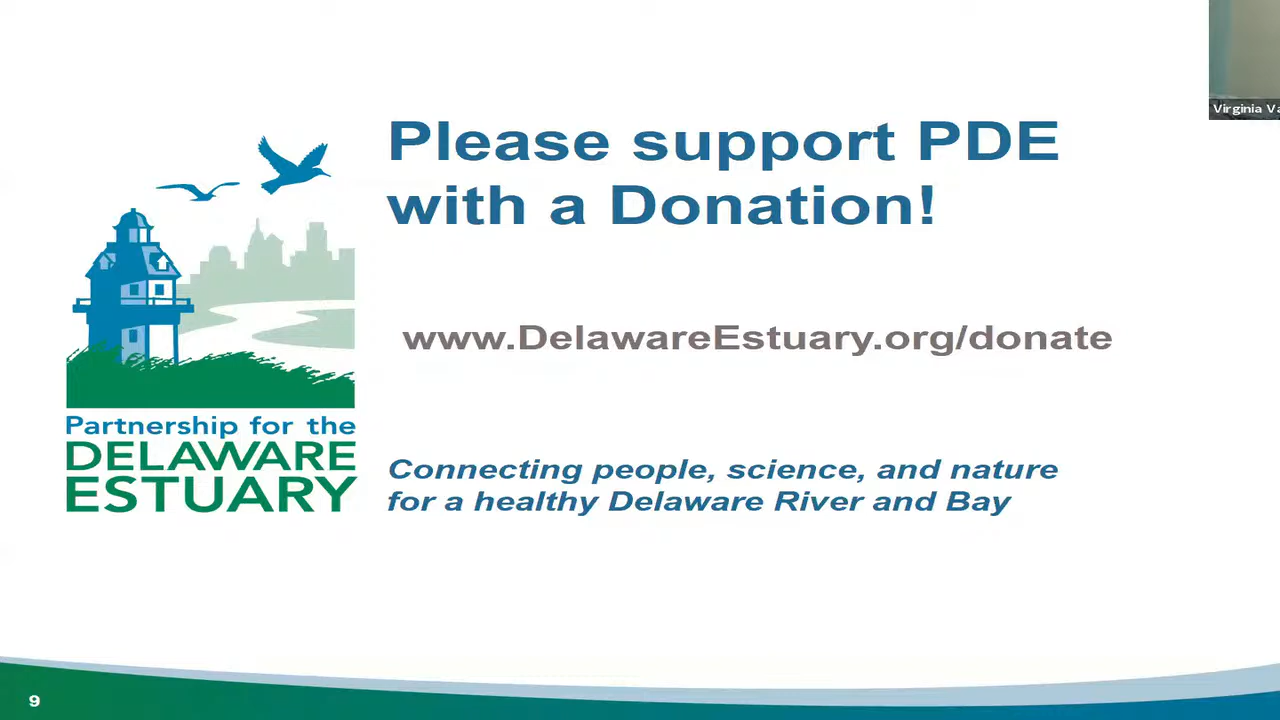 Please support PDE
with a Donation!
www.DelawareEstuary.org/donate
Partnership for the
DELAWARE
ESTUARY
Connecting people, science, and nature
for a healthy Delaware River and Bay
Virginia
9